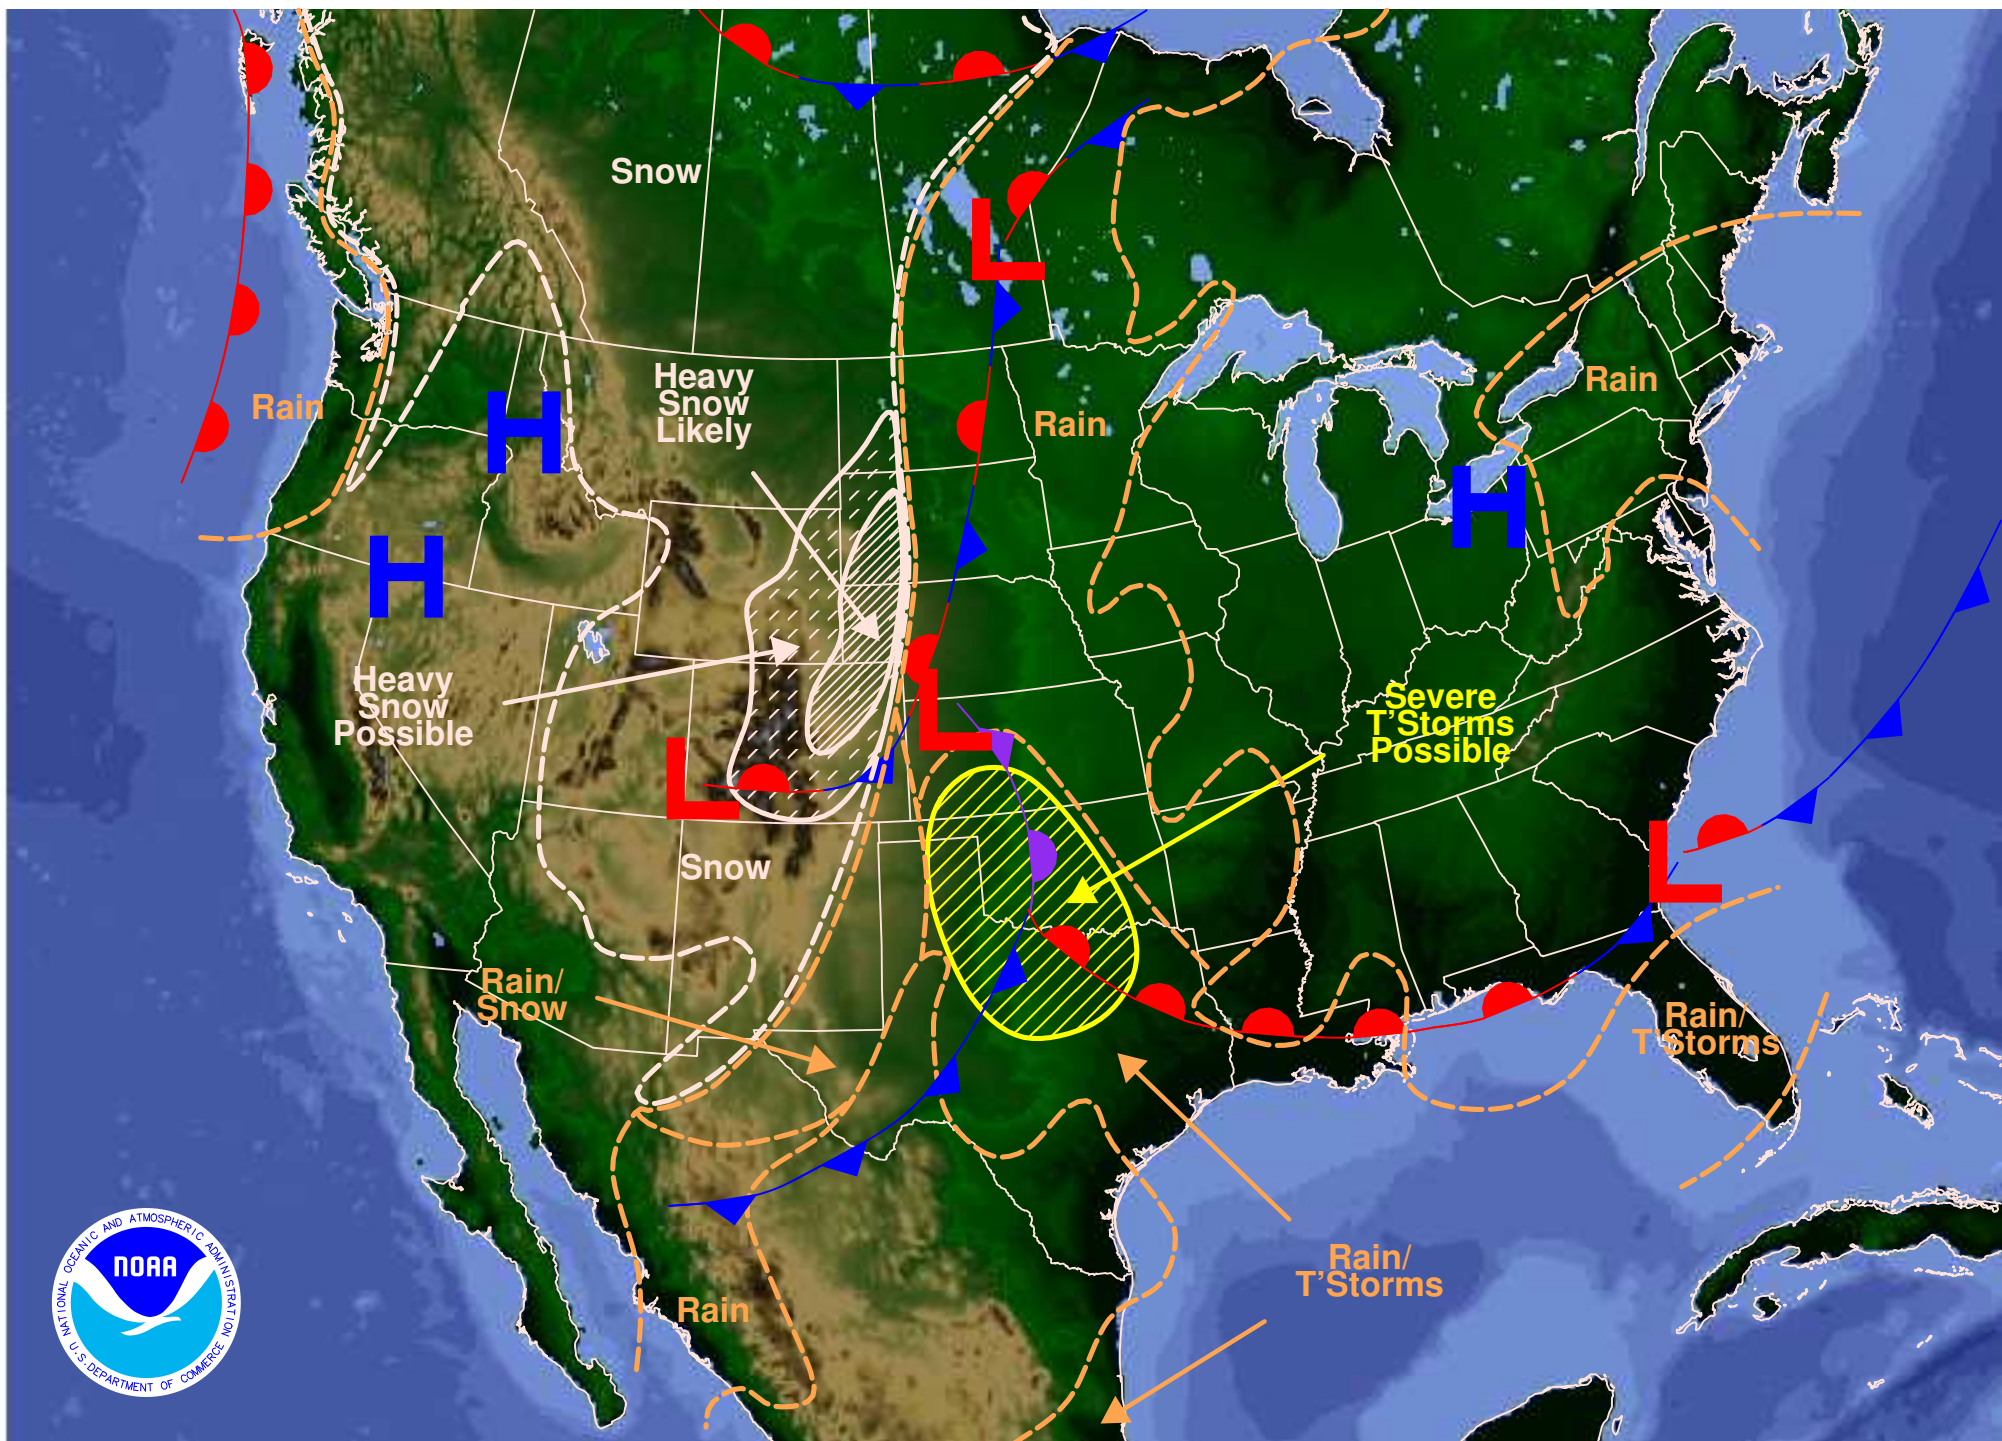 Snow
Heavy
Snow
Likely
Rain
H
L
Rain
Rain
H
H
H
Heavy
Snow
Possible
Severe
T'Storms
Possible
L
L
Snow
L
Rain/
Snow
Rain/
T'Storms
Rain/
T'Storms
Rain
NATIONAL OCEANIC AND ATMOSPHERIC ADMINISTRATION
NOAA
U.S. DEPARTMENT OF COMMERCE